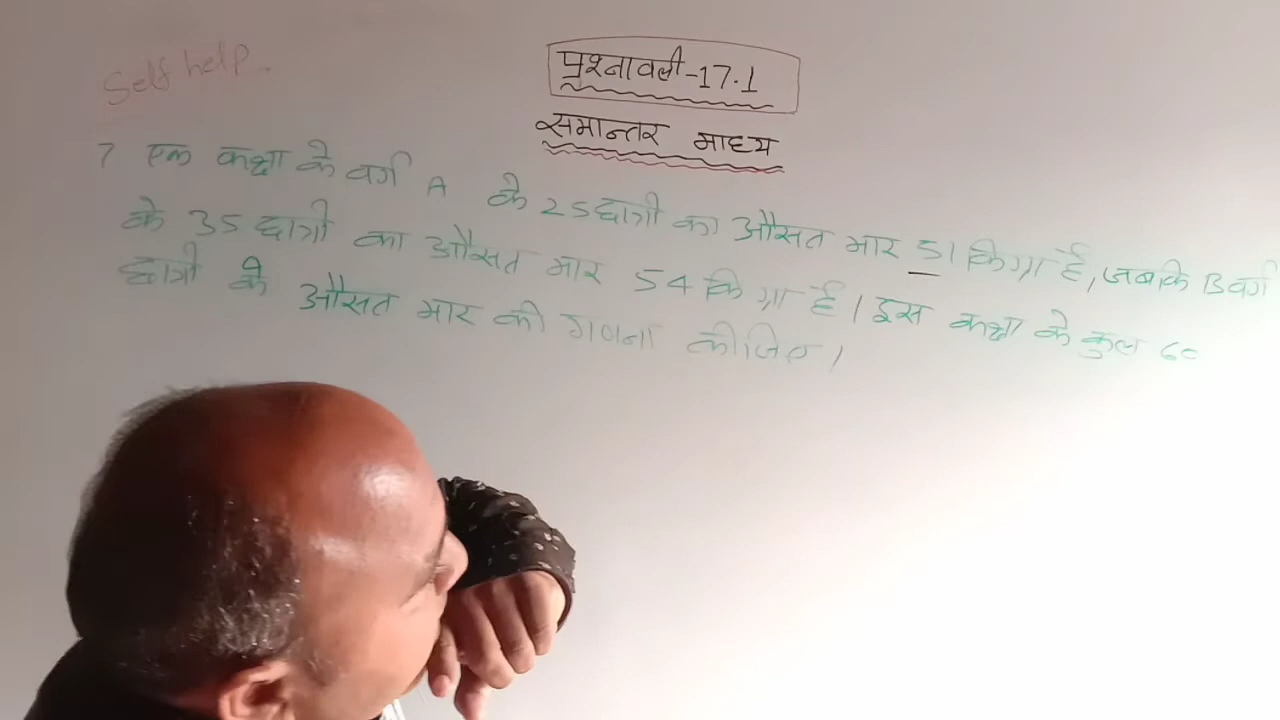 Self help.
प्रश्नावली-17.1
समान्तर माध्य
7 एक कक्षा के वर्ग A के 25 छात्रों का औसत भार 51 कि ग्रा है, जबकि B वर्ग
के 35 छात्रों का औसत भार 54 कि ग्रा है। इस कक्षा के कुल 60
छात्रों के औसत भार की गणना कीजिए।